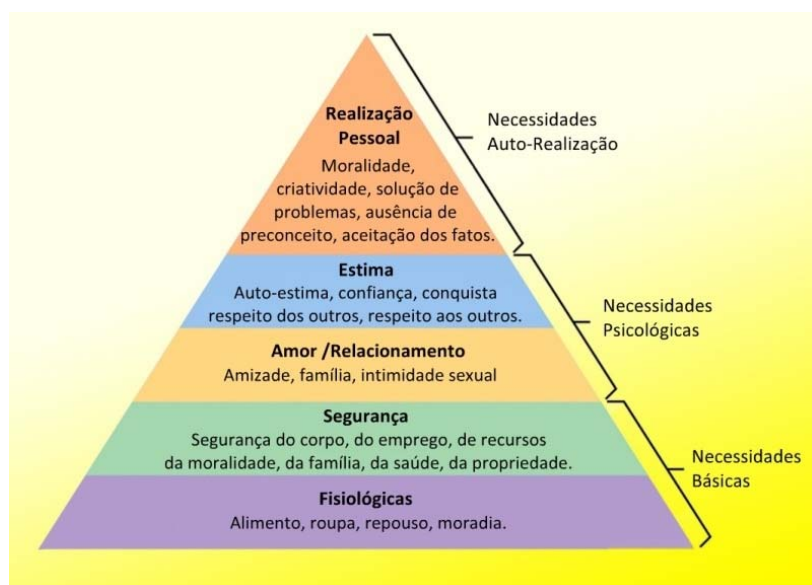 Realização
Pessoal
Moralidade,
criatividade, solução de
problemas, ausência de
preconceito, aceitação dos fatos.
Necessidades
Auto-Realização
Estima
Auto-estima, confiança, conquista
respeito dos outros, respeito aos outros.
Amor /Relacionamento
Amizade, família, intimidade sexual
Necessidades
Psicológicas
Segurança
Segurança do corpo, do emprego, de recursos
da moralidade, da família, da saúde, da propriedade.
Fisiológicas
Alimento, roupa, repouso, moradia.
Necessidades
Básicas